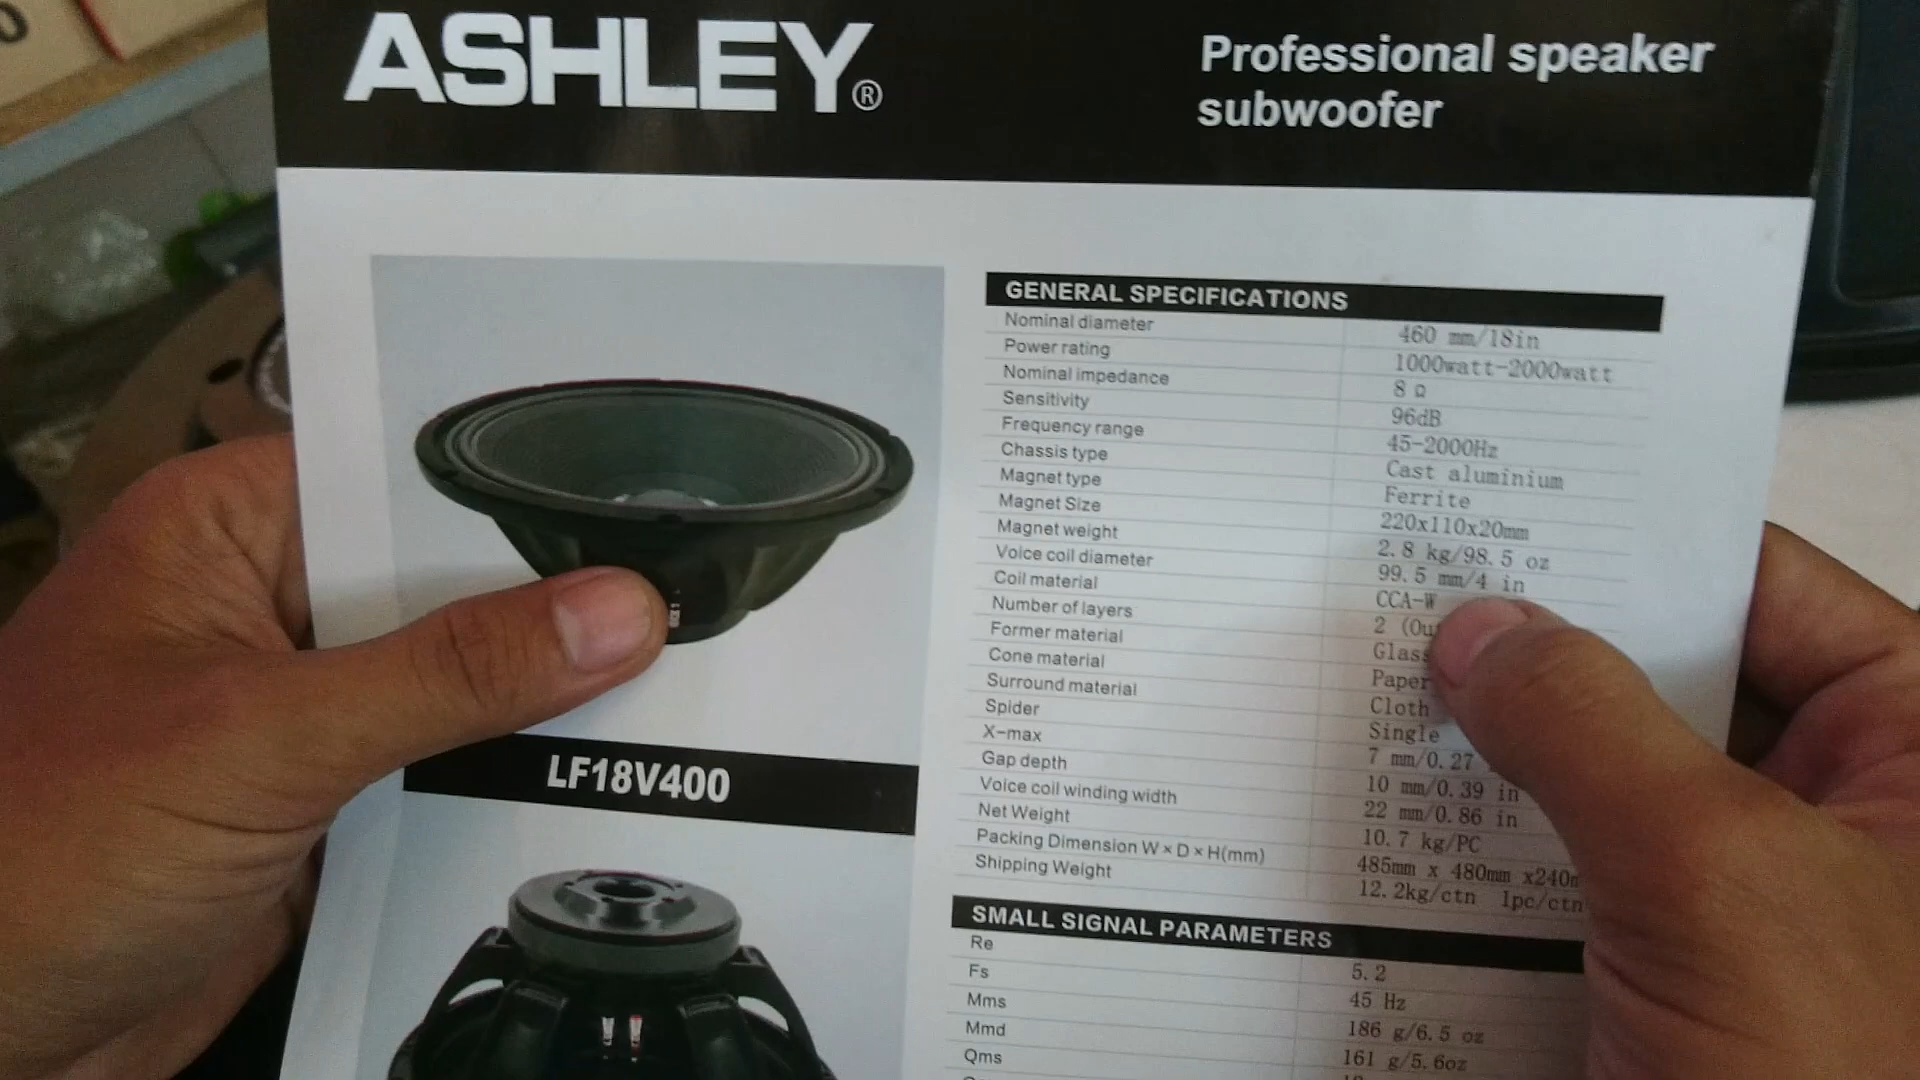 ASHLEY®
Professional speaker
subwoofer
GENERAL SPECIFICATIONS
Nominal diameter 460 mm/18in
Power rating 1000watt-2000watt
Nominal impedance 8 Ω
Sensitivity 96dB
Frequency range 45-2000Hz
Chassis type Cast aluminium
Magnet type Ferrite
Magnet Size 220x110x20mm
Magnet weight 2.8 kg/98.5 oz
Voice coil diameter 99.5 mm/4 in
Coil material CCA-W
Number of layers 2
Former material
Cone material Paper
Surround material Cloth
Spider Single
X-max 7 mm/0.27
Gap depth 10 mm/0.39 in
Voice coil winding width 22 mm/0.86 in
Net Weight 10.7 kg/PC
Packing Dimension W × D × H(mm) 485mm x 480mm
Shipping Weight 12.2kg/ctn 1pc/ctn
LF18V400
SMALL SIGNAL PARAMETERS
Re 5.2
Fs 45 Hz
Mms 186 g/6.5 oz
Mmd 161 g/5.6oz
Qms